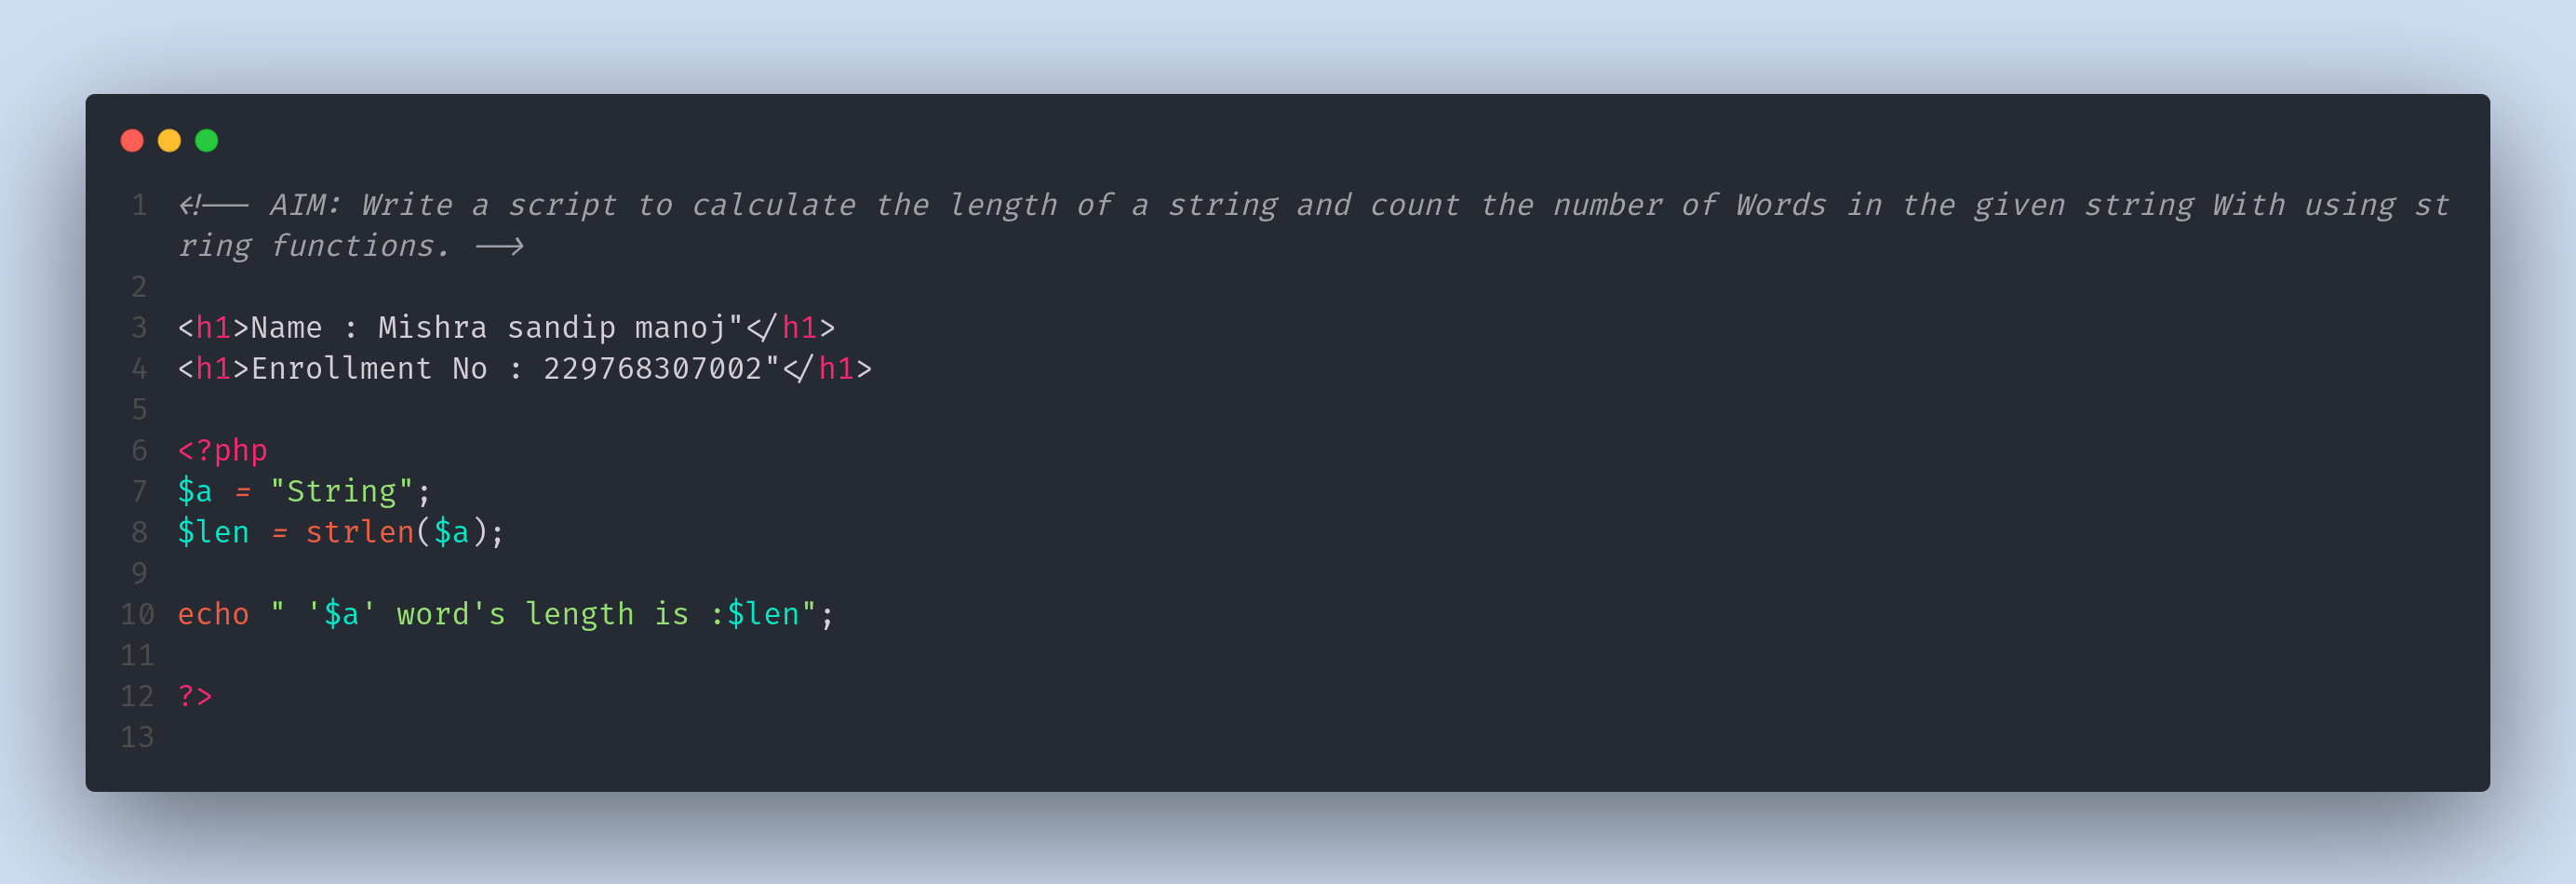 1 <!-- AIM: Write a script to calculate the length of a string and count the number of Words in the given string With using st
ring functions. -->
2
3 <h1>Name : Mishra sandip manoj"</h1>
4 <h1>Enrollment No : 229768307002"</h1>
5
6 <?php
7 $a = "String";
8 $len = strlen($a);
9
10 echo " '$a' word's length is :$len";
11
12 ?>
13